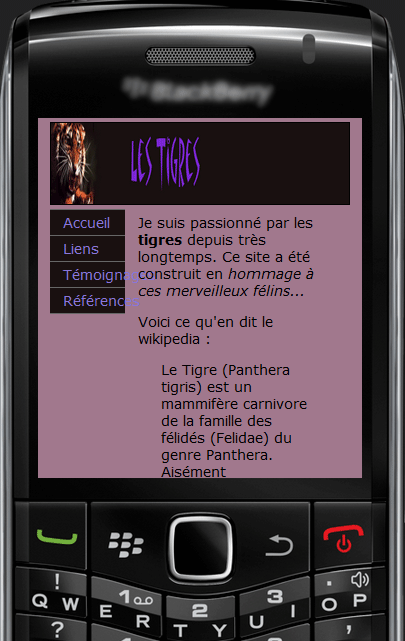 BlackBerry
LES TIGRES
Accueil
Liens
Témoignag
Référence
Je suis passionné par les
tigres depuis très
longtemps. Ce site a été
construit en hommage à
ces merveilleux félins...
Voici ce qu'en dit le
wikipedia :
Le Tigre (Panthera
tigris) est un
mammifère carnivore
de la famille des
félidés (Felidae) du
genre Panthera.
Aisément
! 1 2 3 .
Q W E R T Y U I O P
? ,